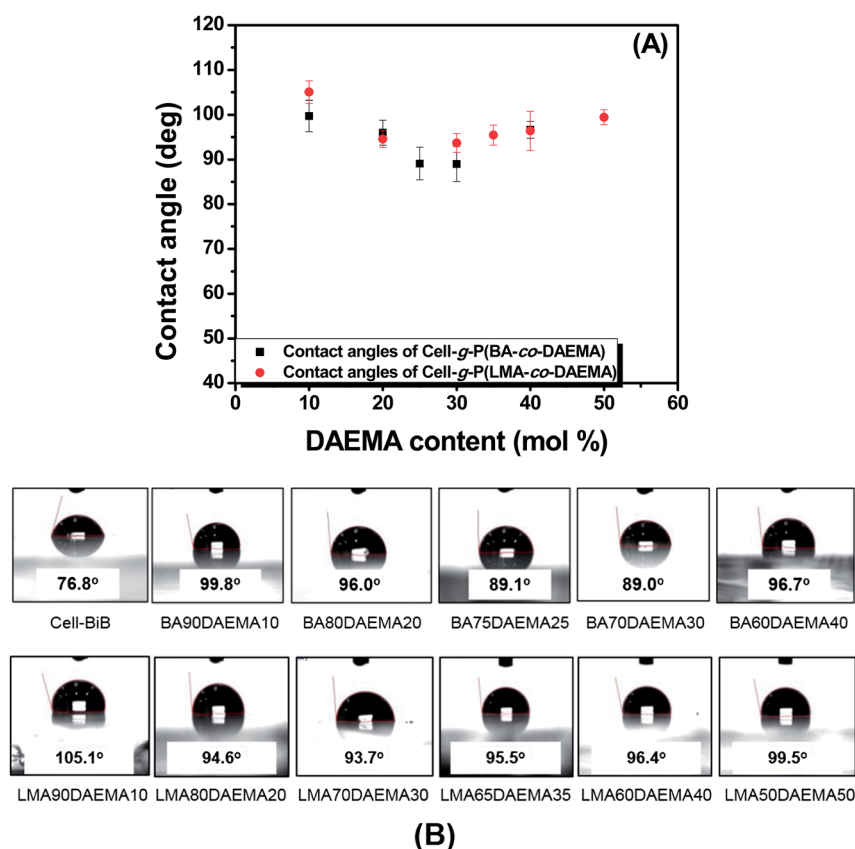 (A)
120
110
100
90
80
70
60
50
40
Contact angle (deg)
Contact angles of Cell-g-P(BA-co-DAEMA)
Contact angles of Cell-g-P(LMA-co-DAEMA)
0 10 20 30 40 50 60
DAEMA content (mol %)
76.8° 99.8° 96.0° 89.1° 89.0° 96.7°
Cell-BiB BA90DAEMA10 BA80DAEMA20 BA75DAEMA25 BA70DAEMA30 BA60DAEMA40
105.1° 94.6° 93.7° 95.5° 96.4° 99.5°
LMA90DAEMA10 LMA80DAEMA20 LMA70DAEMA30 LMA65DAEMA35 LMA60DAEMA40 LMA50DAEMA50
(B)